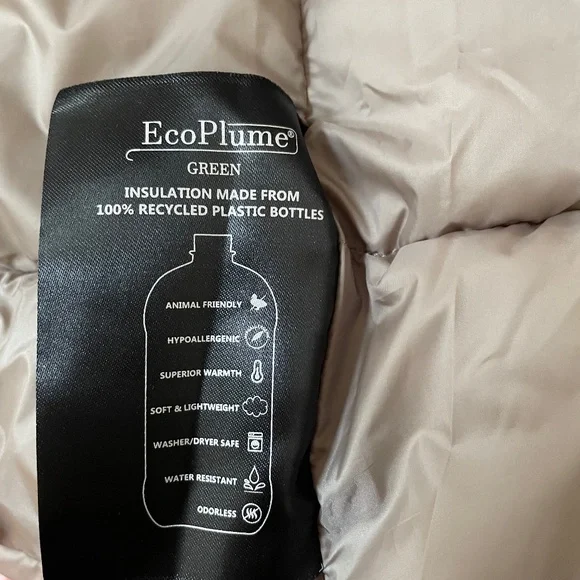 EcoPlume®
GREEN
INSULATION MADE FROM
100% RECYCLED PLASTIC BOTTLES
ANIMAL FRIENDLY
HYPOALLERGENIC
SUPERIOR WARMTH
SOFT & LIGHTWEIGHT
WASHER/DRYER SAFE
WATER RESISTANT
ODORLESS